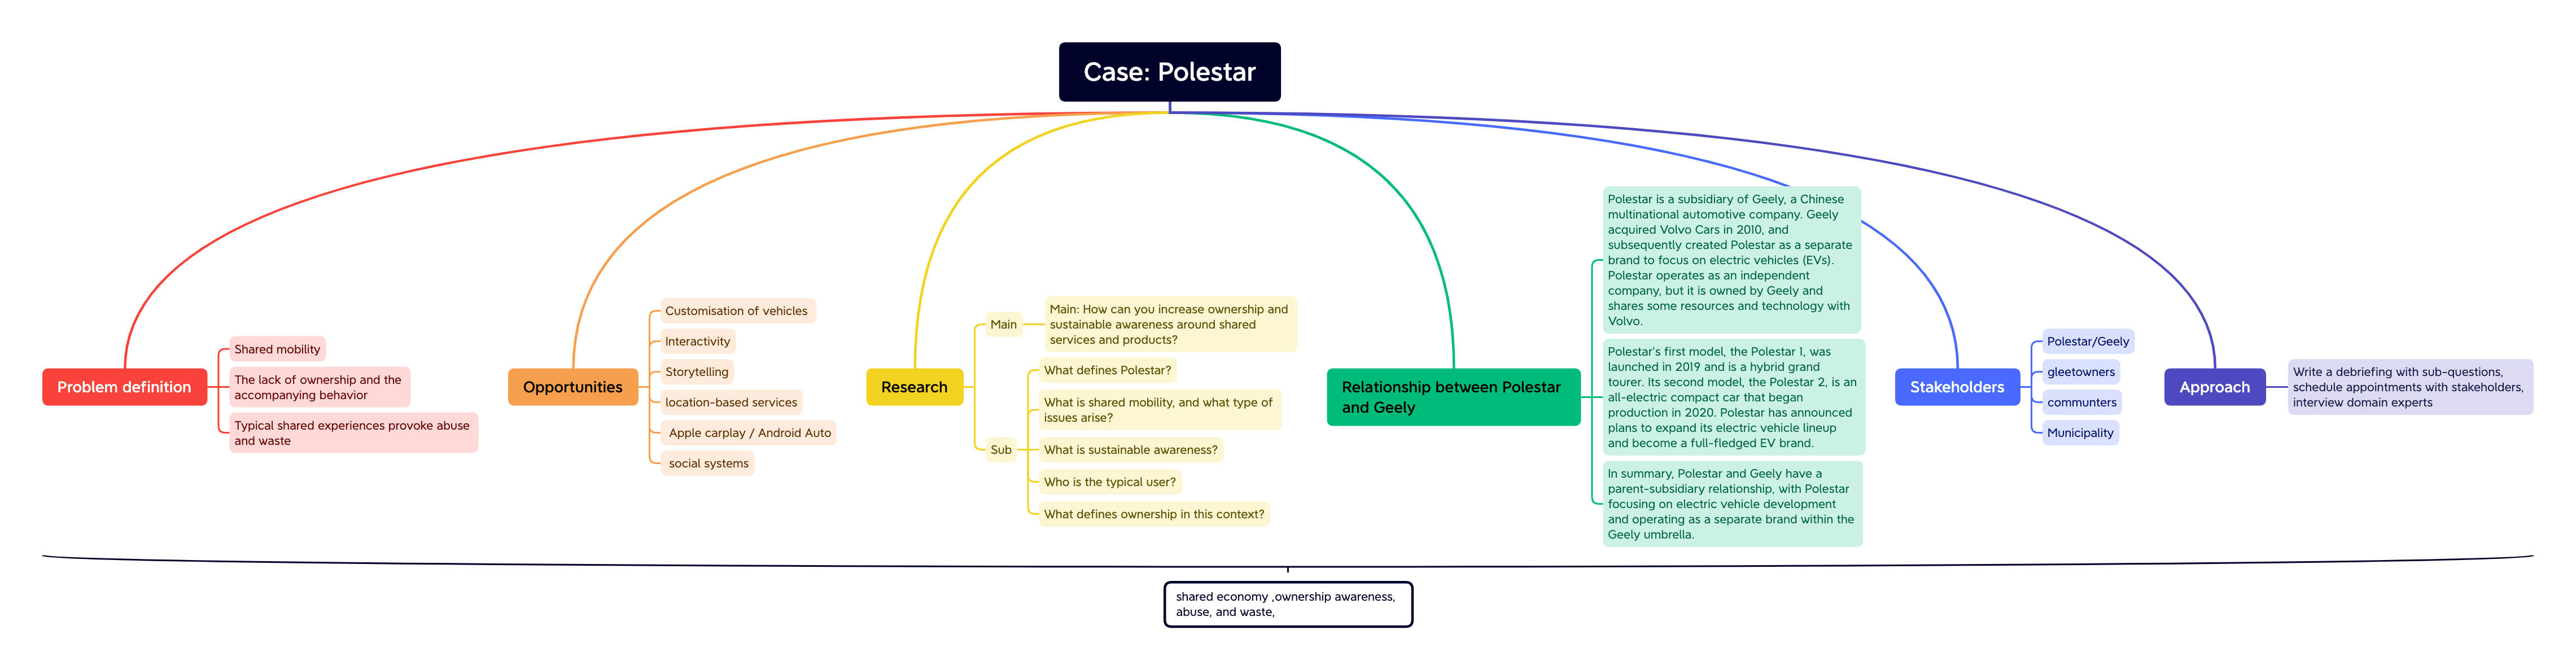 Case: Polestar
Problem definition
Shared mobility
The lack of ownership and the
accompanying behavior
Typical shared experiences provoke abuse
and waste
Opportunities
Customisation of vehicles
Interactivity
Storytelling
location-based services
Apple carplay / Android Auto
social systems
Research
Main
Main: How can you increase ownership and
sustainable awareness around shared
services and products?
Sub
What defines Polestar?
What is shared mobility, and what type of
issues arise?
What is sustainable awareness?
Who is the typical user?
What defines ownership in this context?
Relationship between Polestar
and Geely
Polestar is a subsidiary of Geely, a Chinese
multinational automotive company. Geely
acquired Volvo Cars in 2010, and
subsequently created Polestar as a separate
brand to focus on electric vehicles (EVs).
Polestar operates as an independent
company, but it is owned by Geely and
shares some resources and technology with
Volvo.
Polestar's first model, the Polestar 1, was
launched in 2019 and is a hybrid grand
tourer. Its second model, the Polestar 2, is an
all-electric compact car that began
production in 2020. Polestar has announced
plans to expand its electric vehicle lineup
and become a full-fledged EV brand.
In summary, Polestar and Geely have a
parent-subsidiary relationship, with Polestar
focusing on electric vehicle development
and operating as a separate brand within the
Geely umbrella.
Stakeholders
Polestar/Geely
gleetowners
communters
Municipality
Approach
Write a debriefing with sub-questions,
schedule appointments with stakeholders,
interview domain experts
shared economy ,ownership awareness,
abuse, and waste,